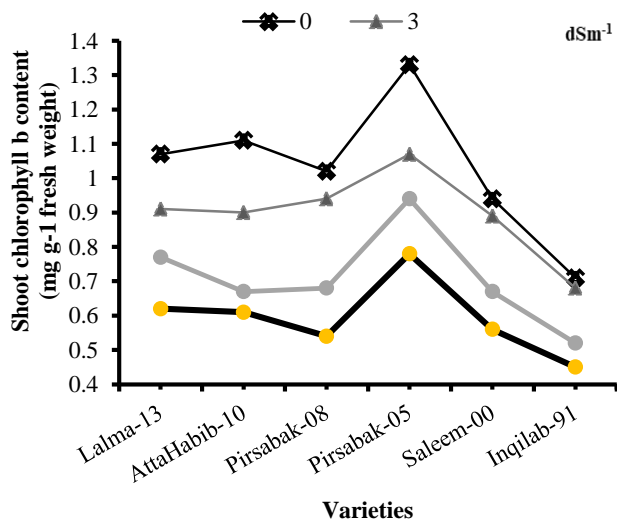 0 3 dSm-1
1.4
1.3
1.2
1.1
1
0.9
0.8
0.7
0.6
0.5
0.4
Shoot chlorophyll b content
(mg g-1 fresh weight)
Lalma-13
AttaHabib-10
Pirsabak-08
Pirsabak-05
Saleem-00
Inqilab-91
Varieties